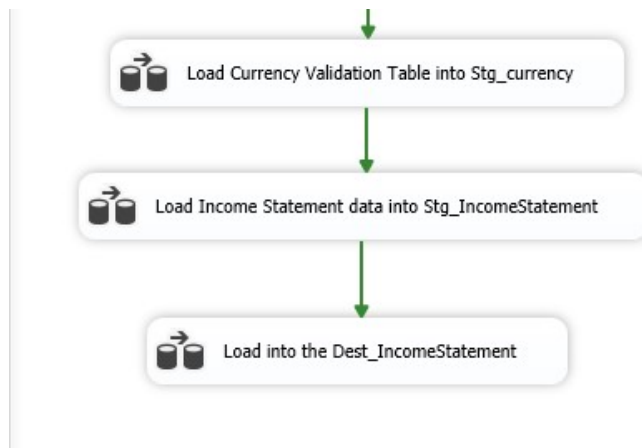 Load Currency Validation Table into Stg_currency
Load Income Statement data into Stg_IncomeStatement
Load into the Dest_IncomeStatement